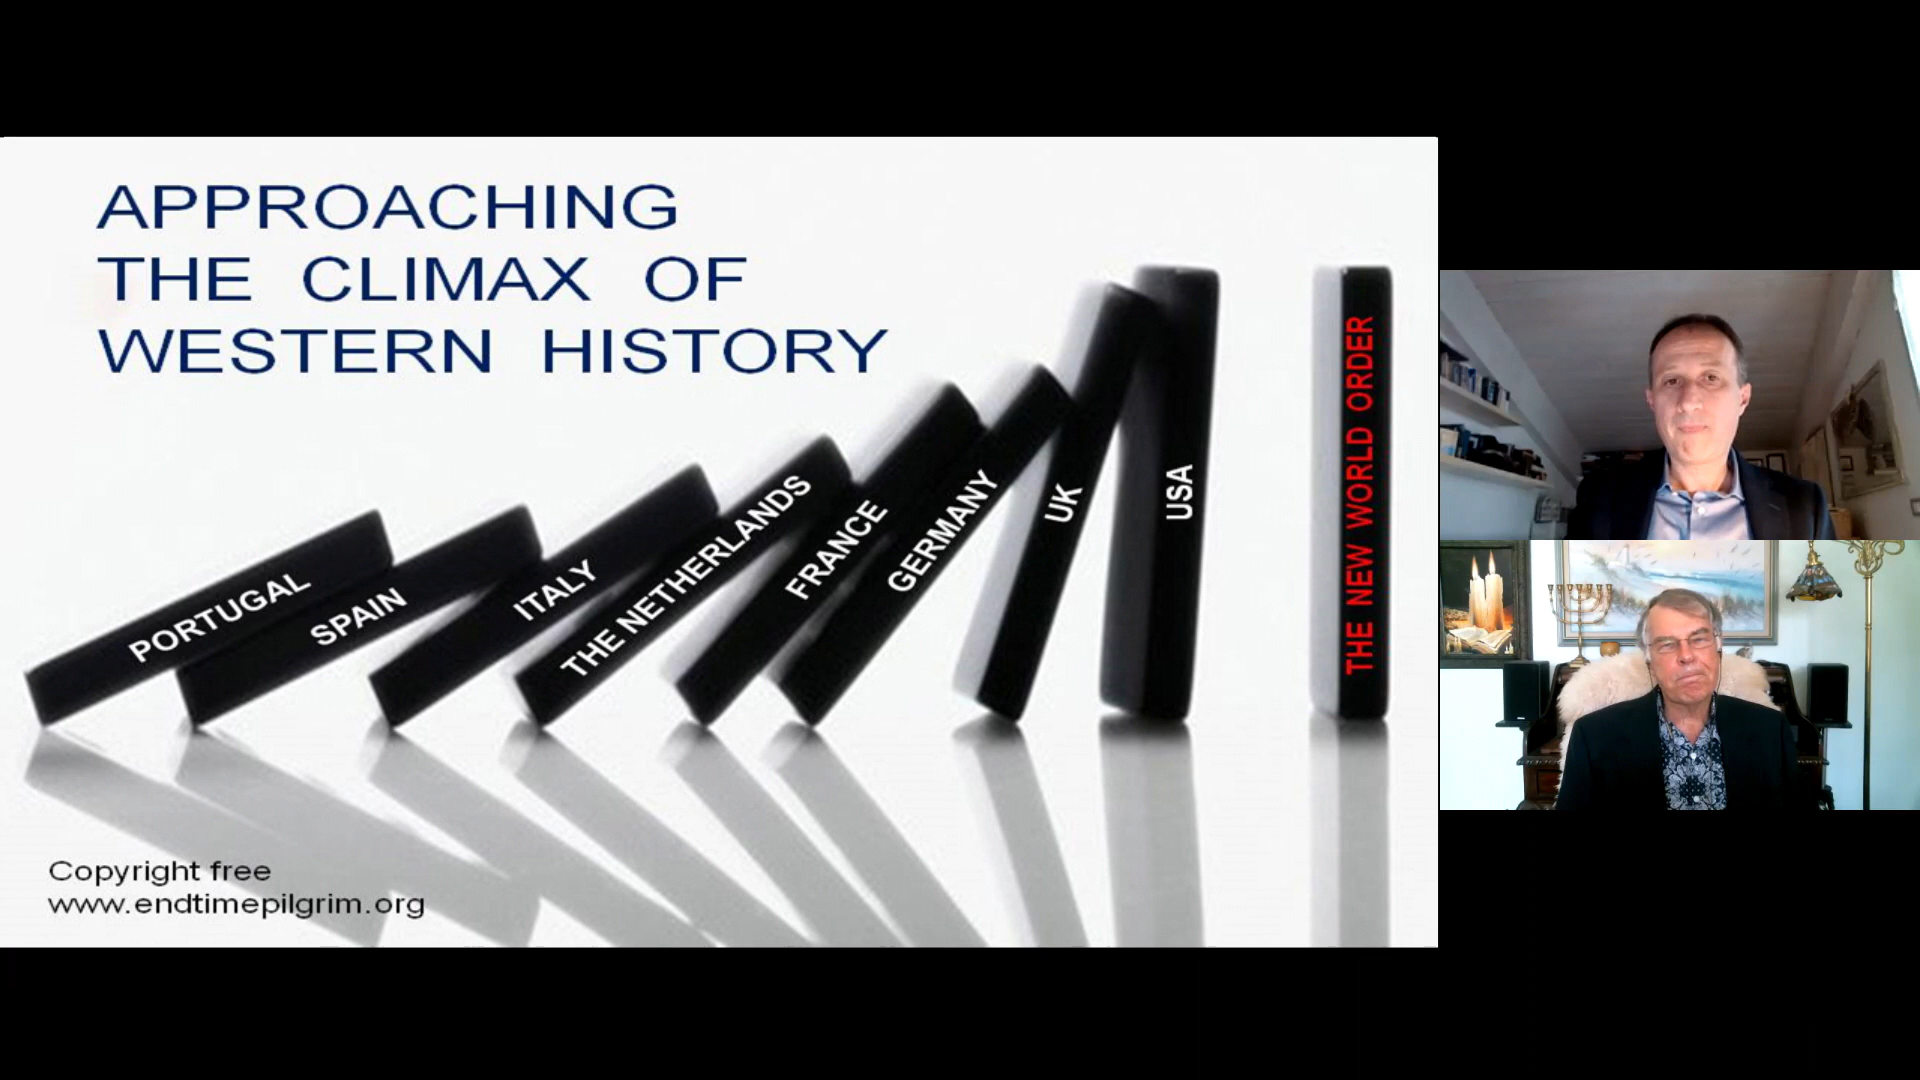 APPROACHING
THE CLIMAX OF
WESTERN HISTORY
PORTUGAL
SPAIN
ITALY
THE NETHERLANDS
FRANCE
GERMANY
UK
USA
THE NEW WORLD ORDER
Copyright free
www.endtimepilgrim.org